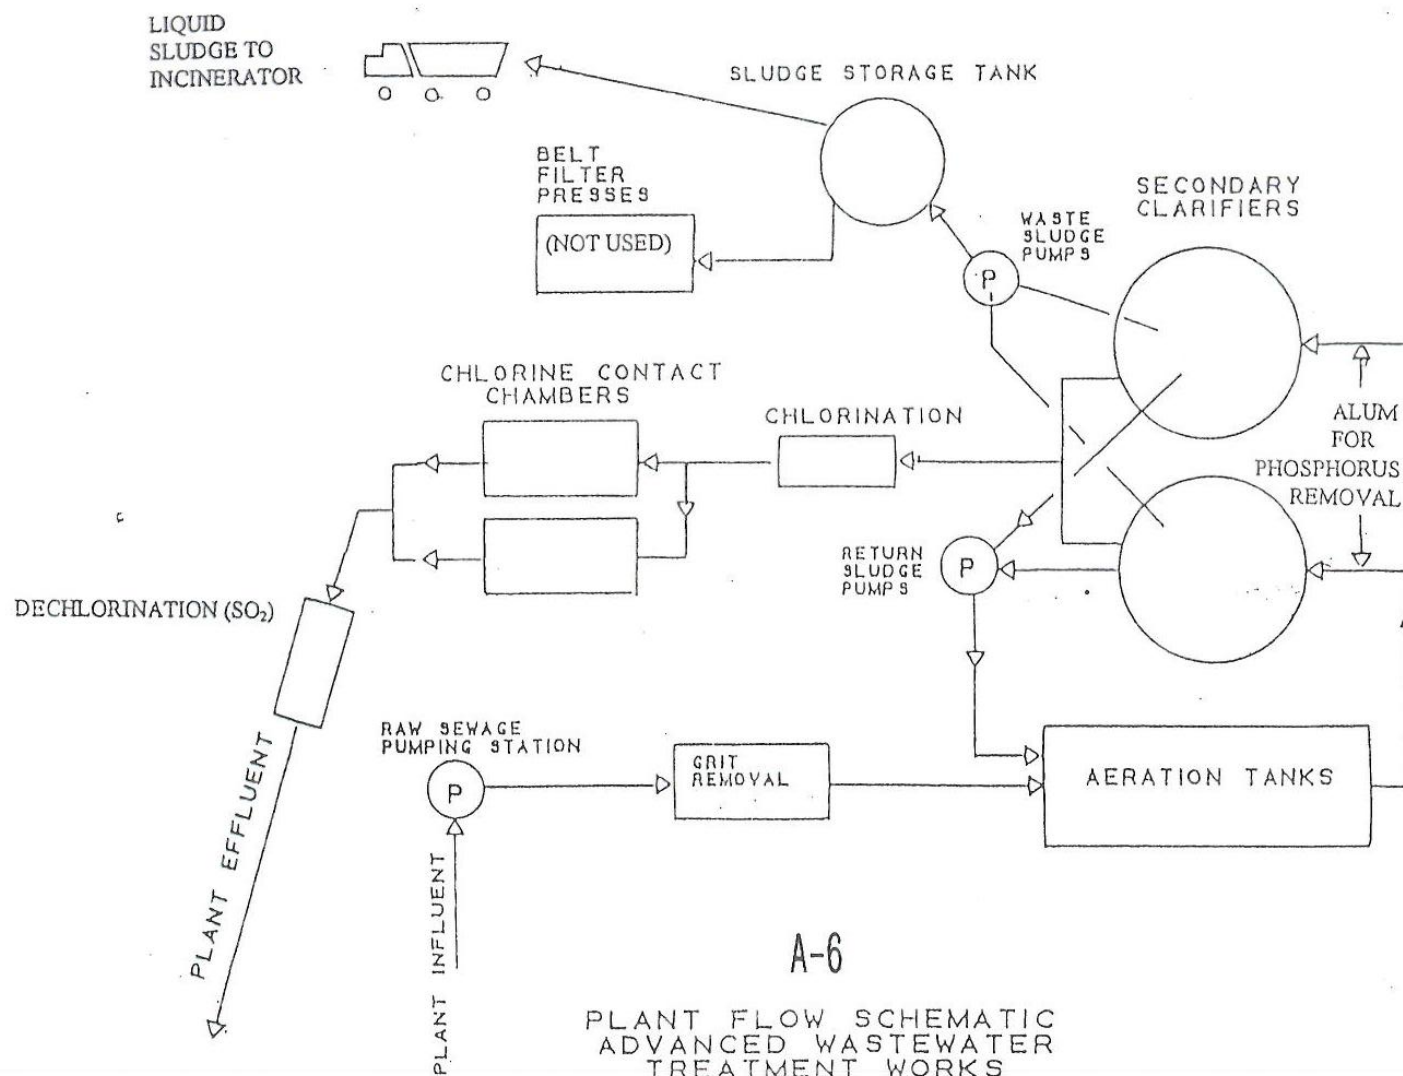 LIQUID
SLUDGE TO
INCINERATOR
SLUDGE STORAGE TANK
BELT
FILTER
PRESSES
(NOT USED)
WASTE
SLUDGE
PUMPS
P
SECONDARY
CLARIFIERS
CHLORINE CONTACT
CHAMBERS
CHLORINATION
ALUM
FOR
PHOSPHORUS
REMOVAL
RETURN
SLUDGE
PUMPS
P
DECHLORINATION (SO₂)
RAW SEWAGE
PUMPING STATION
P
GRIT
REMOVAL
AERATION TANKS
PLANT EFFLUENT
PLANT INFLUENT
A-6
PLANT FLOW SCHEMATIC
ADVANCED WASTEWATER
TREATMENT WORKS